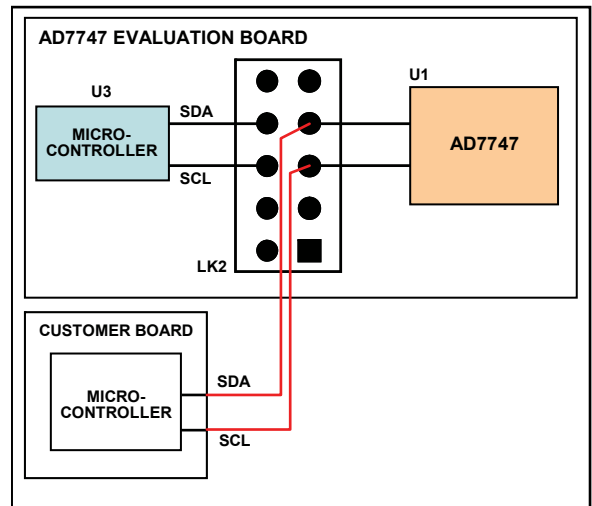 AD7747 EVALUATION BOARD
U3
U1
SDA
MICRO-
CONTROLLER
AD7747
SCL
LK2
CUSTOMER BOARD
MICRO-
CONTROLLER
SDA
SCL